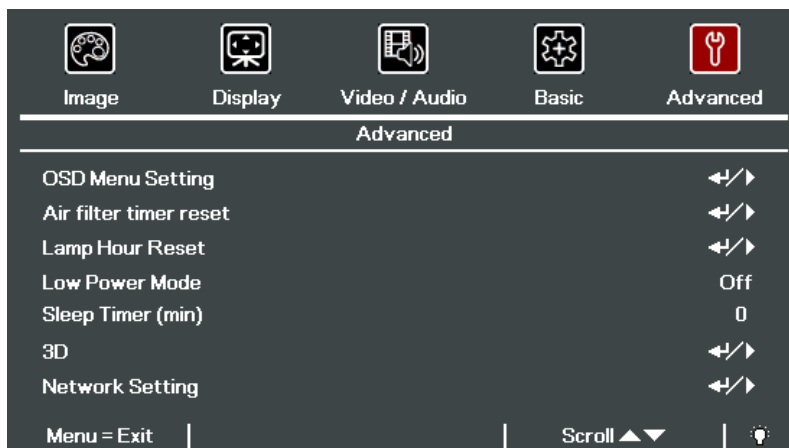 Image Display Video / Audio Basic Advanced
Advanced
OSD Menu Setting
Air filter timer reset
Lamp Hour Reset
Low Power Mode Off
Sleep Timer (min) 0
3D
Network Setting
Menu = Exit Scroll